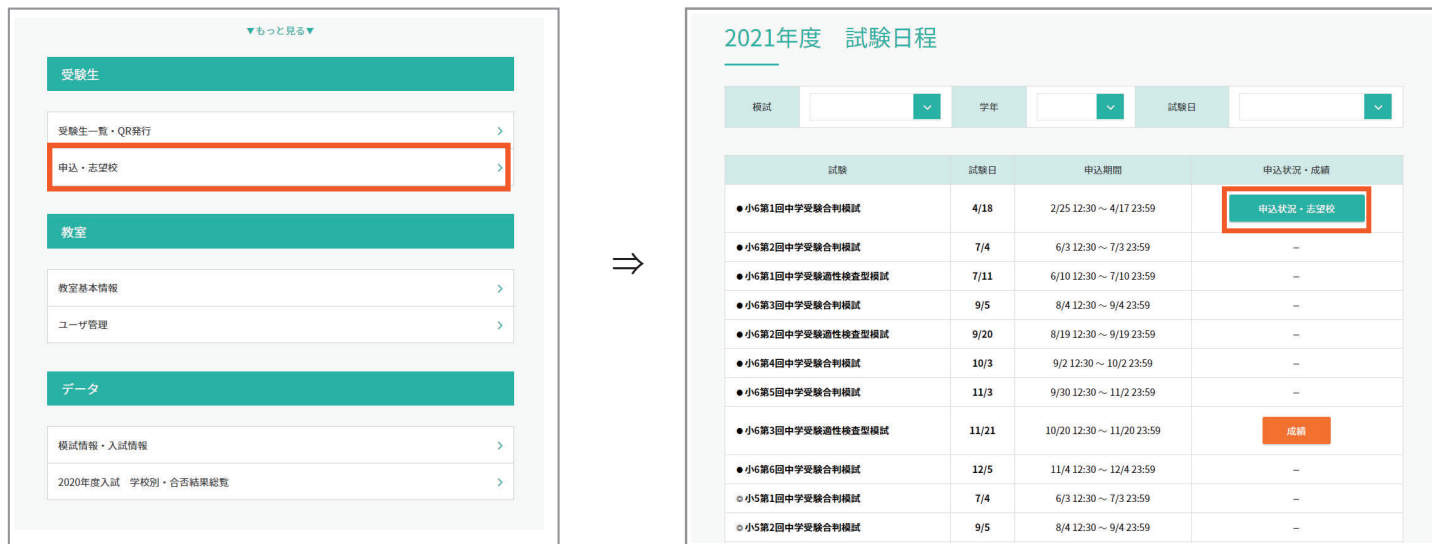 ▼もっと見る▼
受験生
受験生一覧・QR発行
申込・志望校
教室
教室基本情報
ユーザ管理
データ
模試情報・入試情報
2020年度入試　学校別・合否結果総覧
⇒
2021年度　試験日程
模試 学年 試験日
試験 試験日 申込期間 申込状況・成績
●小6第1回中学受験合判模試 4/18 2/25 12:30～4/17 23:59 申込状況・志望校
●小6第2回中学受験合判模試 7/4 6/3 12:30～7/3 23:59 –
●小6第1回中学受験適性検査型模試 7/11 6/10 12:30～7/10 23:59 –
●小6第3回中学受験合判模試 9/5 8/4 12:30～9/4 23:59 –
●小6第2回中学受験適性検査型模試 9/20 8/19 12:30～9/19 23:59 –
●小6第4回中学受験合判模試 10/3 9/2 12:30～10/2 23:59 –
●小6第5回中学受験合判模試 11/3 9/30 12:30～11/2 23:59 –
●小6第3回中学受験適性検査型模試 11/21 10/20 12:30～11/20 23:59 成績
●小6第6回中学受験合判模試 12/5 11/4 12:30～12/4 23:59 –
◎小5第1回中学受験合判模試 7/4 6/3 12:30～7/3 23:59 –
◎小5第2回中学受験合判模試 9/5 8/4 12:30～9/4 23:59 –